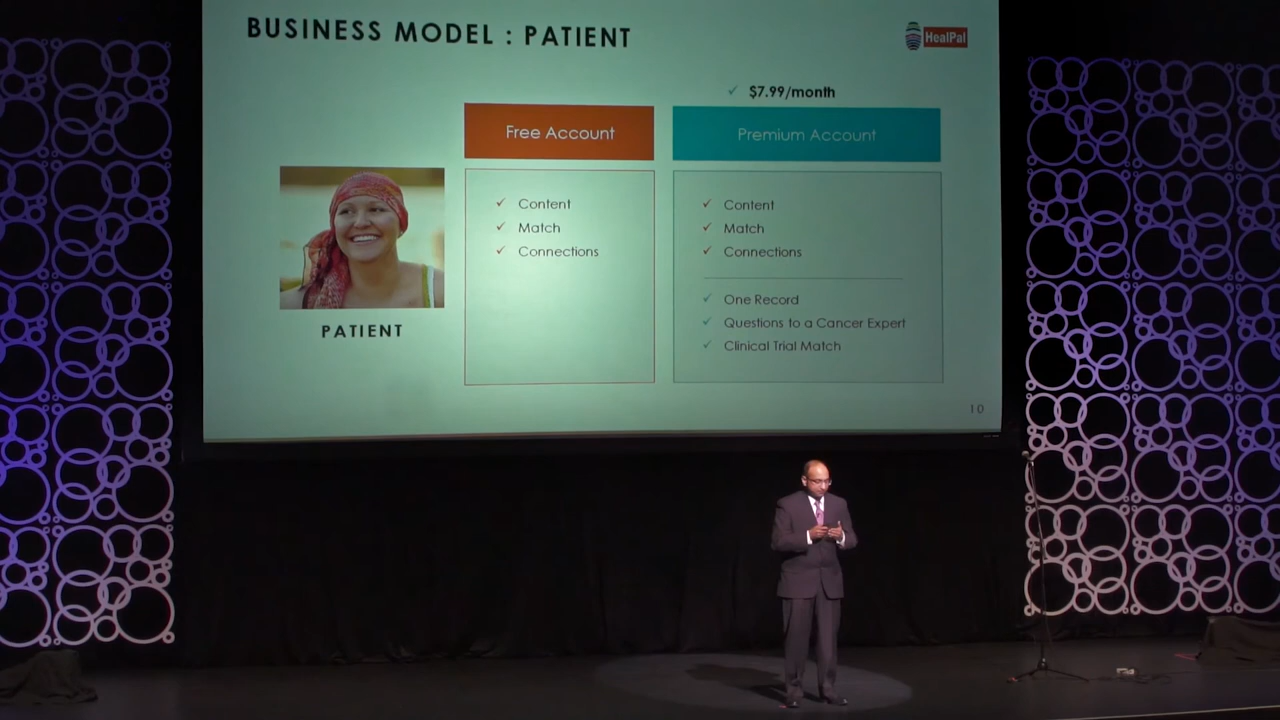 BUSINESS MODEL : PATIENT
HealPal
✓ $7.99/month
Free Account
Premium Account
✓ Content
✓ Match
✓ Connections
✓ Content
✓ Match
✓ Connections
✓ One Record
✓ Questions to a Cancer Expert
✓ Clinical Trial Match
PATIENT
10